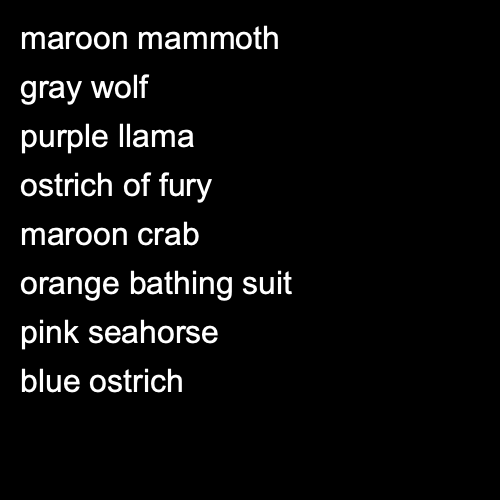 maroon mammoth
gray wolf
purple llama
ostrich of fury
maroon crab
orange bathing suit
pink seahorse
blue ostrich